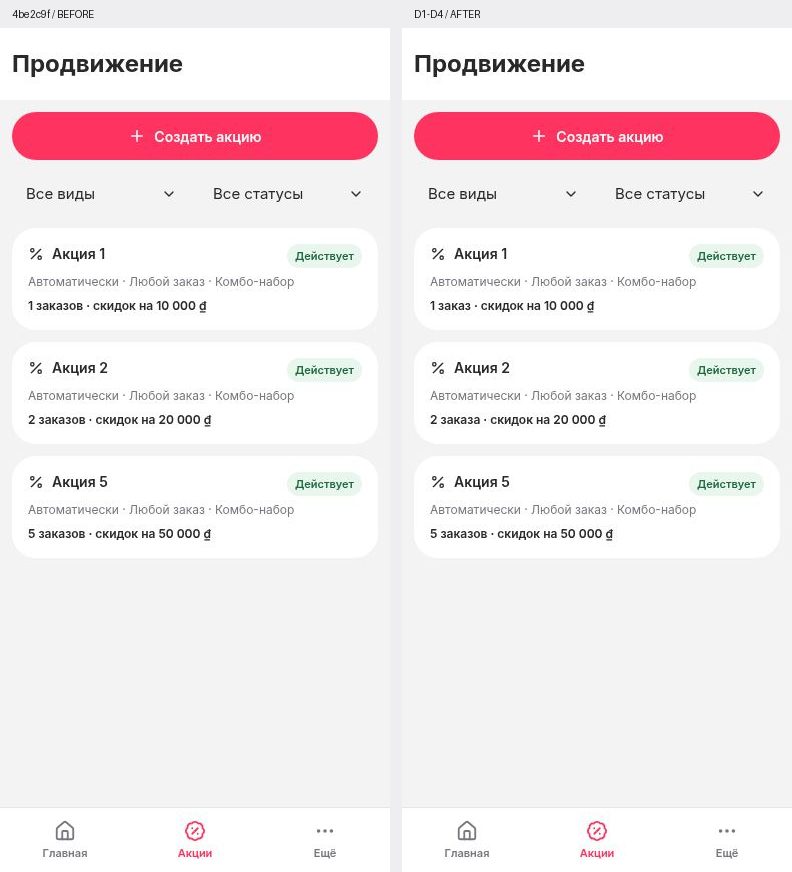 4be2c9f / BEFORE
Продвижение
Создать акцию
Все виды
Все статусы
Акция 1
Действует
Автоматически · Любой заказ · Комбо-набор
1 заказов · скидок на 10 000 ₫
Акция 2
Действует
Автоматически · Любой заказ · Комбо-набор
2 заказов · скидок на 20 000 ₫
Акция 5
Действует
Автоматически · Любой заказ · Комбо-набор
5 заказов · скидок на 50 000 ₫
Главная
Акции
Ещё
D1-D4 / AFTER
Продвижение
Создать акцию
Все виды
Все статусы
Акция 1
Действует
Автоматически · Любой заказ · Комбо-набор
1 заказ · скидок на 10 000 ₫
Акция 2
Действует
Автоматически · Любой заказ · Комбо-набор
2 заказа · скидок на 20 000 ₫
Акция 5
Действует
Автоматически · Любой заказ · Комбо-набор
5 заказов · скидок на 50 000 ₫
Главная
Акции
Ещё